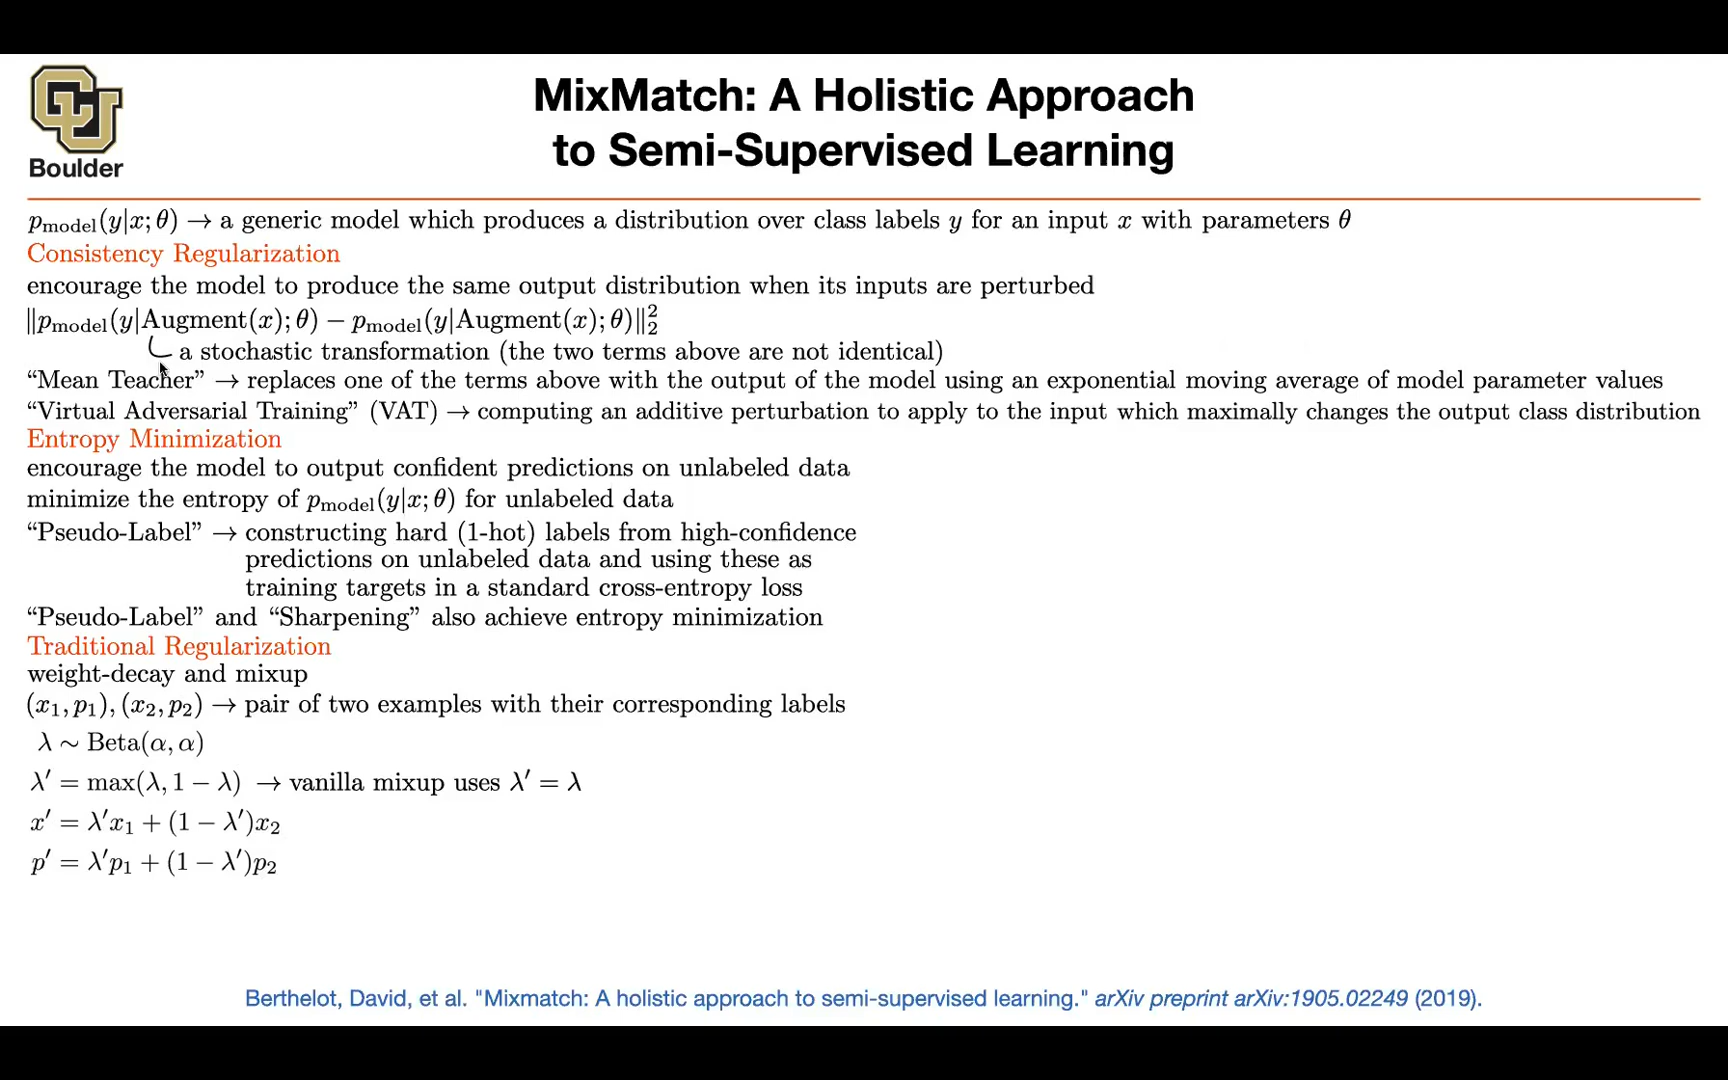 CU
Boulder
MixMatch: A Holistic Approach
to Semi-Supervised Learning
p_model(y|x; θ) → a generic model which produces a distribution over class labels y for an input x with parameters θ
Consistency Regularization
encourage the model to produce the same output distribution when its inputs are perturbed
‖p_model(y|Augment(x); θ) − p_model(y|Augment(x); θ)‖₂²
a stochastic transformation (the two terms above are not identical)
“Mean Teacher” → replaces one of the terms above with the output of the model using an exponential moving average of model parameter values
“Virtual Adversarial Training” (VAT) → computing an additive perturbation to apply to the input which maximally changes the output class distribution
Entropy Minimization
encourage the model to output confident predictions on unlabeled data
minimize the entropy of p_model(y|x; θ) for unlabeled data
“Pseudo-Label” → constructing hard (1-hot) labels from high-confidence
predictions on unlabeled data and using these as
training targets in a standard cross-entropy loss
“Pseudo-Label” and “Sharpening” also achieve entropy minimization
Traditional Regularization
weight-decay and mixup
(x₁, p₁), (x₂, p₂) → pair of two examples with their corresponding labels
λ ∼ Beta(α, α)
λ′ = max(λ, 1 − λ) → vanilla mixup uses λ′ = λ
x′ = λ′x₁ + (1 − λ′)x₂
p′ = λ′p₁ + (1 − λ′)p₂
Berthelot, David, et al. "Mixmatch: A holistic approach to semi-supervised learning." arXiv preprint arXiv:1905.02249 (2019).